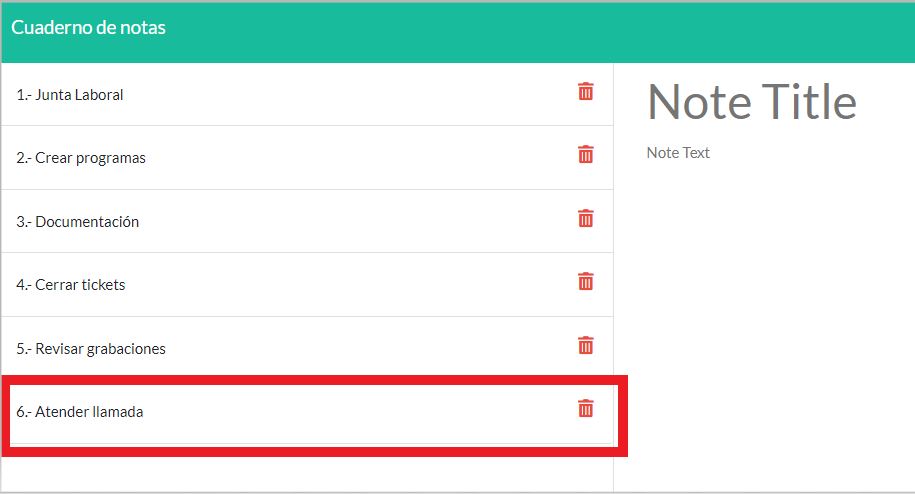 Cuaderno de notas
1.- Junta Laboral
2.- Crear programas
3.- Documentación
4.- Cerrar tickets
5.- Revisar grabaciones
6.- Atender llamada
Note Title
Note Text